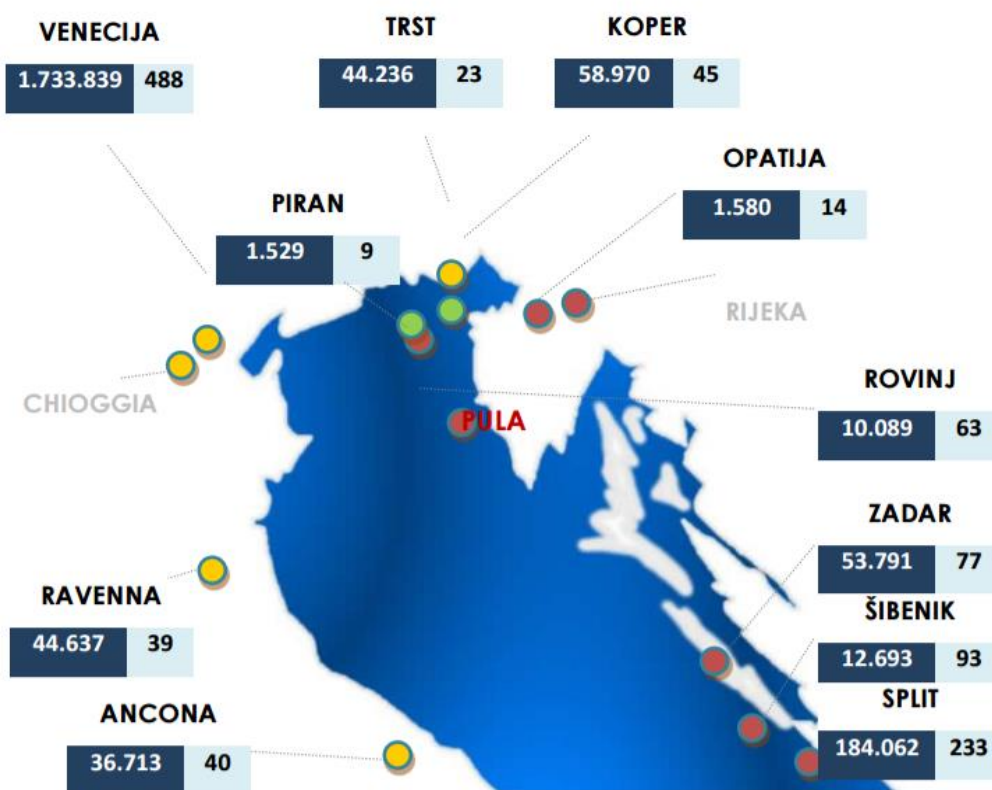 VENECIJA
1.733.839 488
TRST
44.236 23
KOPER
58.970 45
OPATIJA
1.580 14
PIRAN
1.529 9
RIJEKA
CHIOGGIA
ROVINJ
10.089 63
PULA
ZADAR
53.791 77
RAVENNA
44.637 39
ŠIBENIK
12.693 93
SPLIT
184.062 233
ANCONA
36.713 40